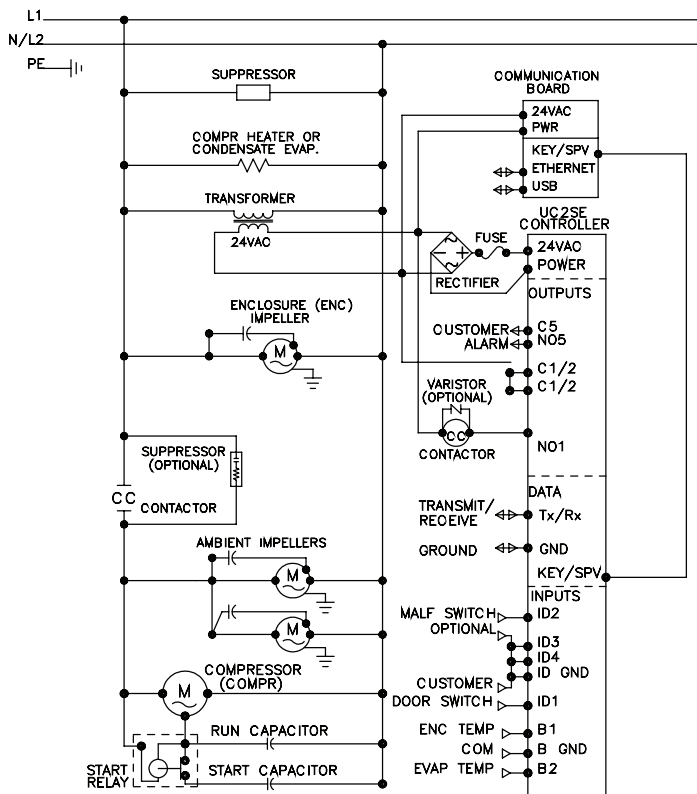 L1
N/L2
PE
SUPPRESSOR
COMPR HEATER OR
CONDENSATE EVAP.
TRANSFORMER
24VAC
COMMUNICATION
BOARD
24VAC
PWR
KEY/SPV
ETHERNET
USB
UC2SE
CONTROLLER
24VAC
POWER
FUSE
RECTIFIER
OUTPUTS
ENCLOSURE (ENC)
IMPELLER
M
CUSTOMER
ALARM
C5
NO5
C1/2
C1/2
VARISTOR
(OPTIONAL)
CC
CONTACTOR
NO1
SUPPRESSOR
(OPTIONAL)
CC
CONTACTOR
DATA
TRANSMIT/
RECEIVE
Tx/Rx
GROUND
GND
KEY/SPV
AMBIENT IMPELLERS
M
M
INPUTS
MALF SWITCH
OPTIONAL
ID2
ID3
ID4
ID GND
CUSTOMER
DOOR SWITCH
ID1
COMPRESSOR
(COMPR)
M
RUN CAPACITOR
START
RELAY
START CAPACITOR
ENC TEMP
B1
COM
B GND
EVAP TEMP
B2